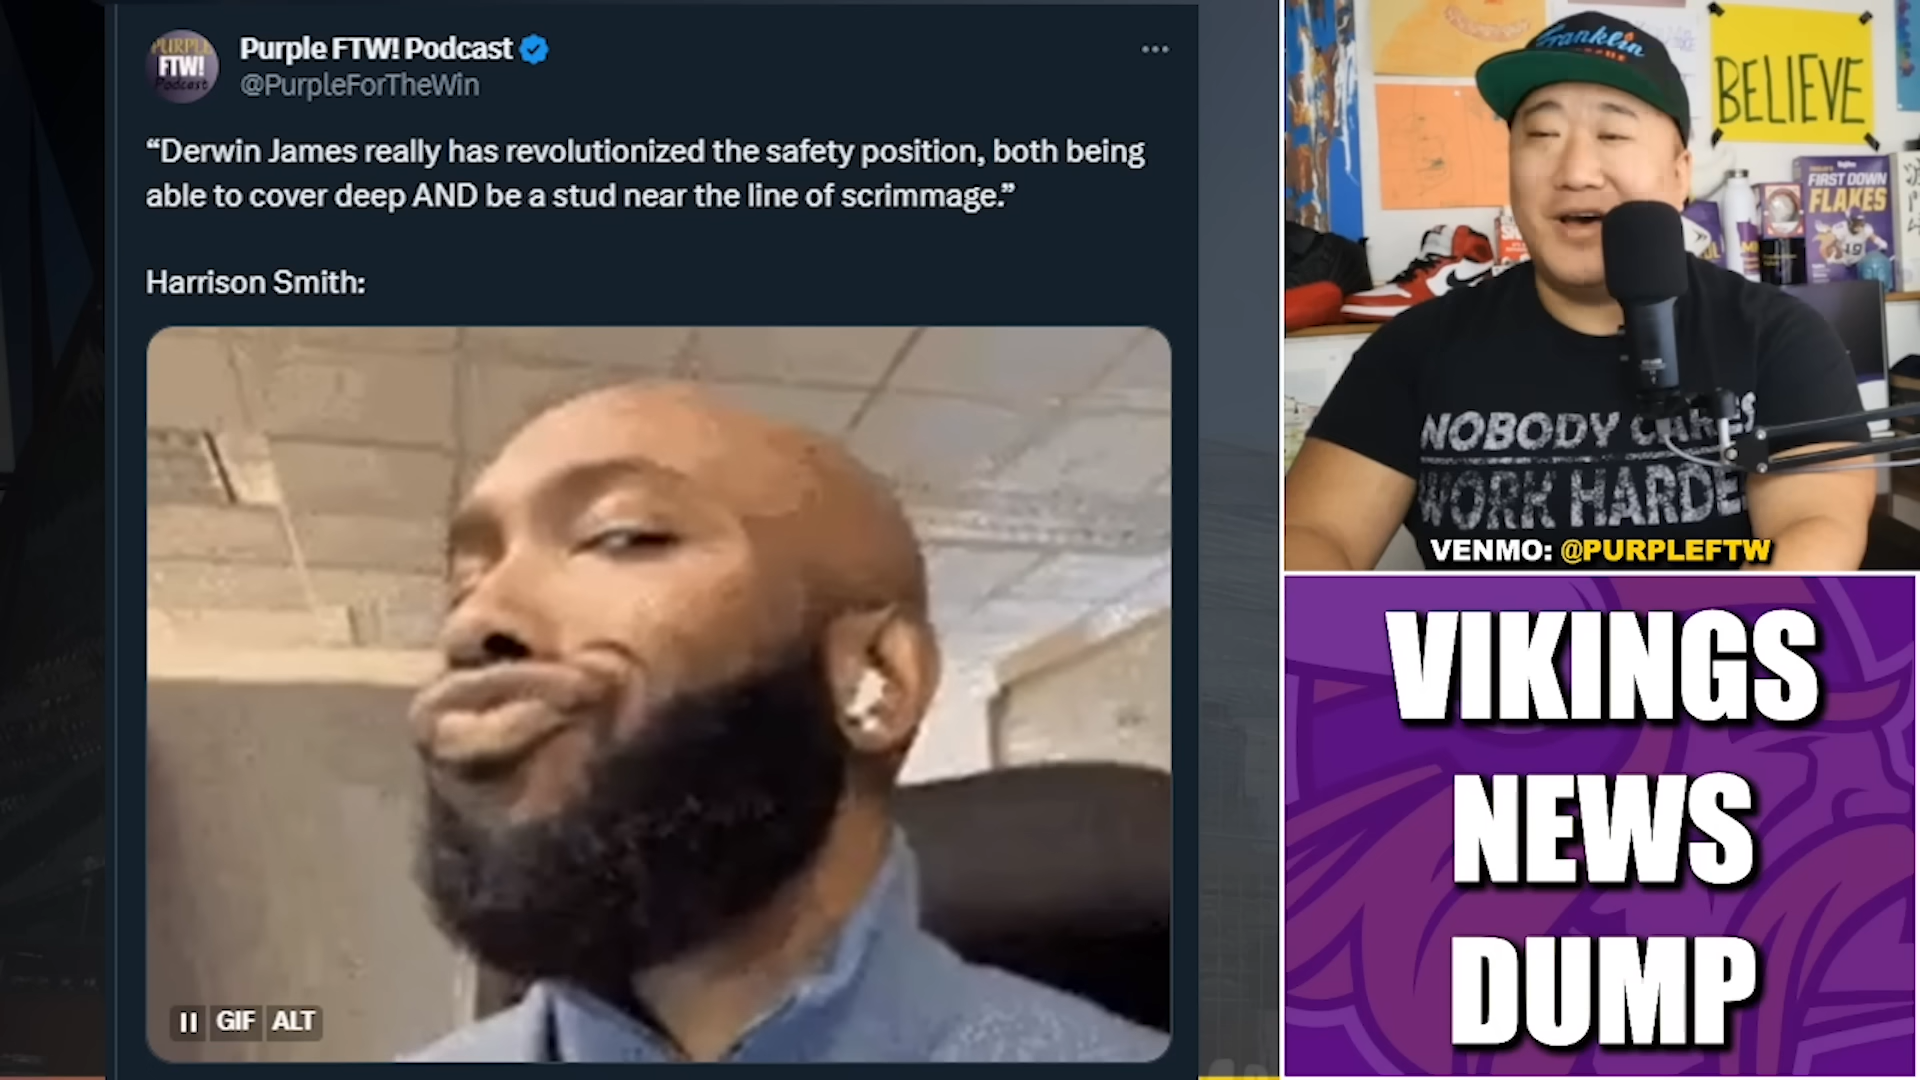 PURPLE
FTW!
Podcast
Purple FTW! Podcast
@PurpleForTheWin
“Derwin James really has revolutionized the safety position, both being
able to cover deep AND be a stud near the line of scrimmage.”
Harrison Smith:
GIF ALT
Franklin
BELIEVE
FIRST DOWN
FLAKES
19
NOBODY CARES
WORK HARDE
VENMO: @PURPLEFTW
VIKINGS
NEWS
DUMP